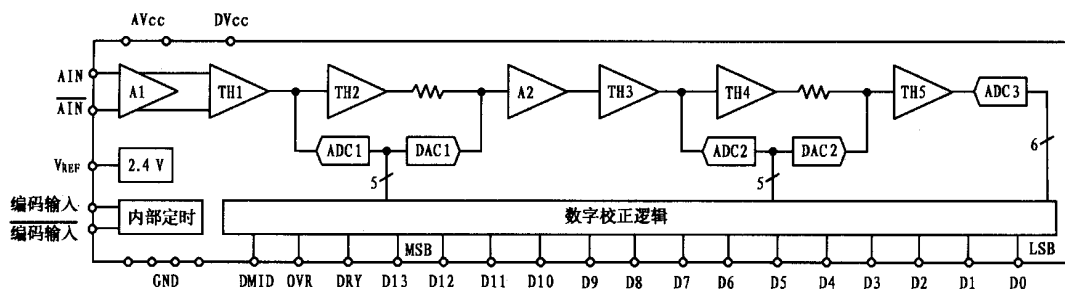 AVcc DVcc
AIN
A1 TH1 TH2 A2 TH3 TH4 TH5 ADC3
AIN
ADC1 DAC1 ADC2 DAC2
6
VREF 2.4 V
5 5
编码输入
内部定时 数字校正逻辑
编码输入
MSB LSB
GND DMID OVR DRY D13 D12 D11 D10 D9 D8 D7 D6 D5 D4 D3 D2 D1 D0